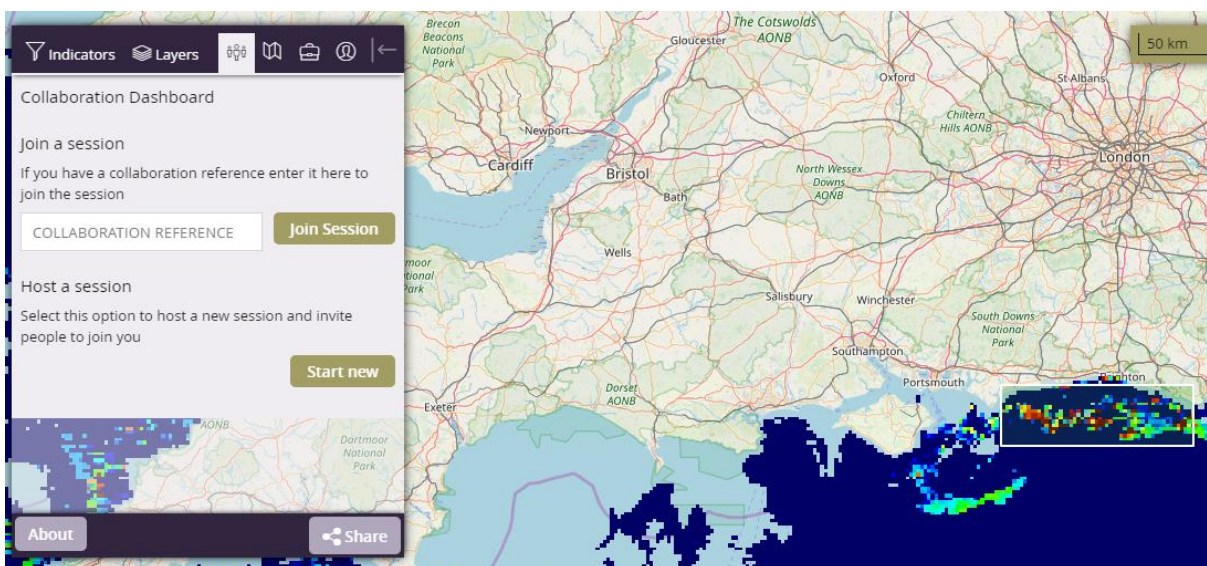 Indicators Layers
Collaboration Dashboard
Join a session
If you have a collaboration reference enter it here to
join the session
COLLABORATION REFERENCE
Join Session
Host a session
Select this option to host a new session and invite
people to join you
Start new
About
Share
50 km
Brecon
Beacons
National
Park
Gloucester
The Cotswolds
AONB
Oxford
St Albans
Chiltern
Hills AONB
London
Newport
Cardiff
Bristol
Bath
North Wessex
Downs
AONB
Wells
Salisbury
Winchester
South Downs
National
Park
Southampton
Portsmouth
Dorset
AONB
Exeter
AONB
Dartmoor
National
Park